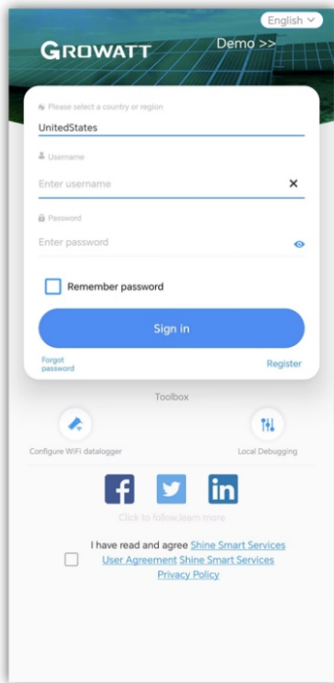 English
GROWATT
Demo >>
Please select a country or region
UnitedStates
Username
Enter username
Password
Enter password
Remember password
Sign in
Forgot
password
Register
Toolbox
Configure WiFi datalogger
Local Debugging
Click to follow,learn more
I have read and agree Shine Smart Services
User Agreement Shine Smart Services
Privacy Policy